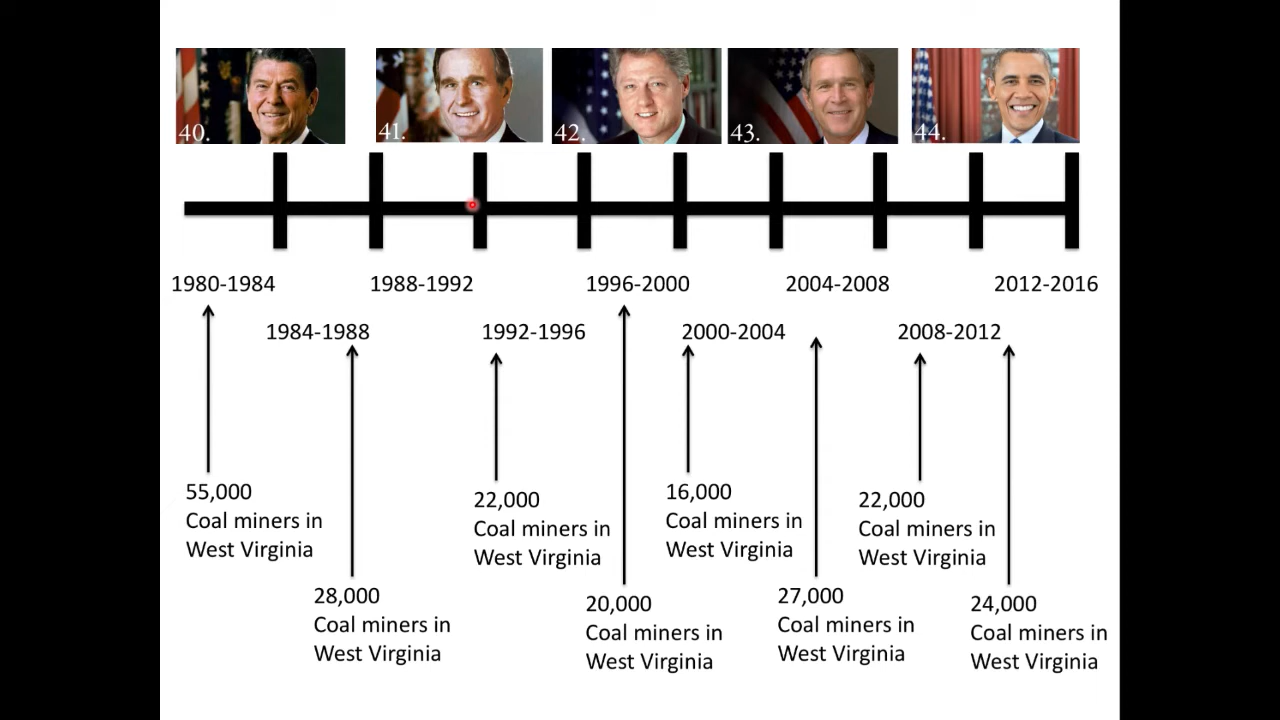 40.
41.
42.
43.
44.
1980-1984
1988-1992
1996-2000
2004-2008
2012-2016
1984-1988
1992-1996
2000-2004
2008-2012
55,000
Coal miners in
West Virginia
28,000
Coal miners in
West Virginia
22,000
Coal miners in
West Virginia
20,000
Coal miners in
West Virginia
16,000
Coal miners in
West Virginia
27,000
Coal miners in
West Virginia
22,000
Coal miners in
West Virginia
24,000
Coal miners in
West Virginia